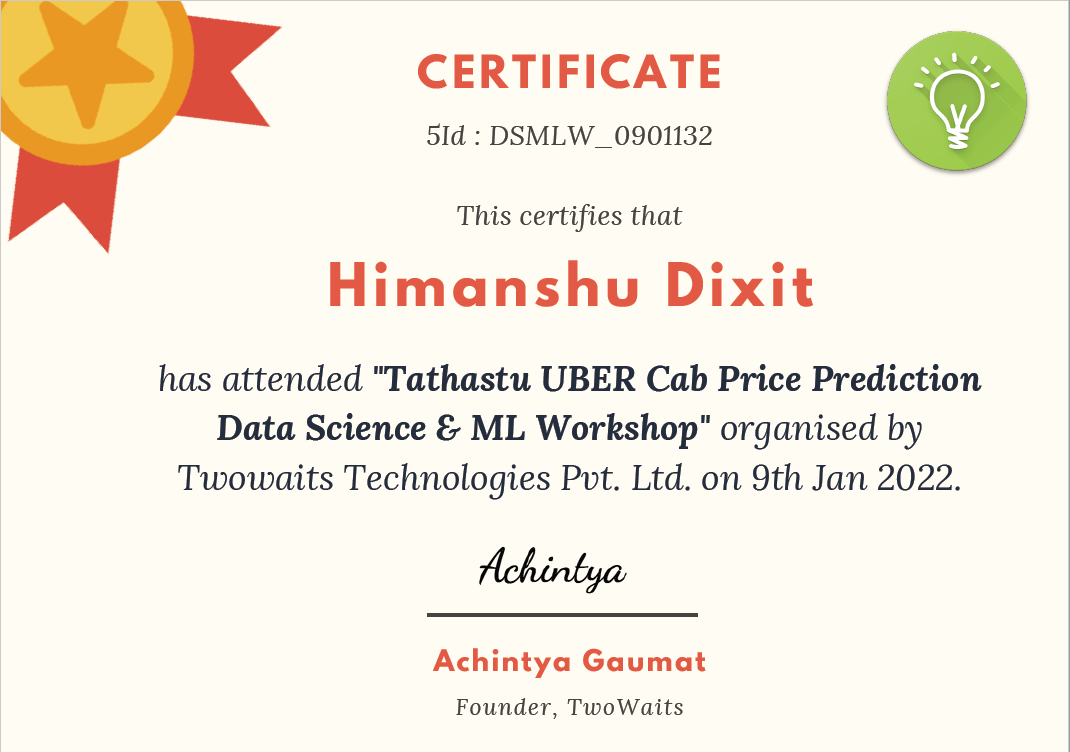 CERTIFICATE
5Id : DSMLW_0901132
This certifies that
Himanshu Dixit
has attended "Tathastu UBER Cab Price Prediction
Data Science & ML Workshop" organised by
Twowaits Technologies Pvt. Ltd. on 9th Jan 2022.
Achintya
Achintya Gaumat
Founder, TwoWaits